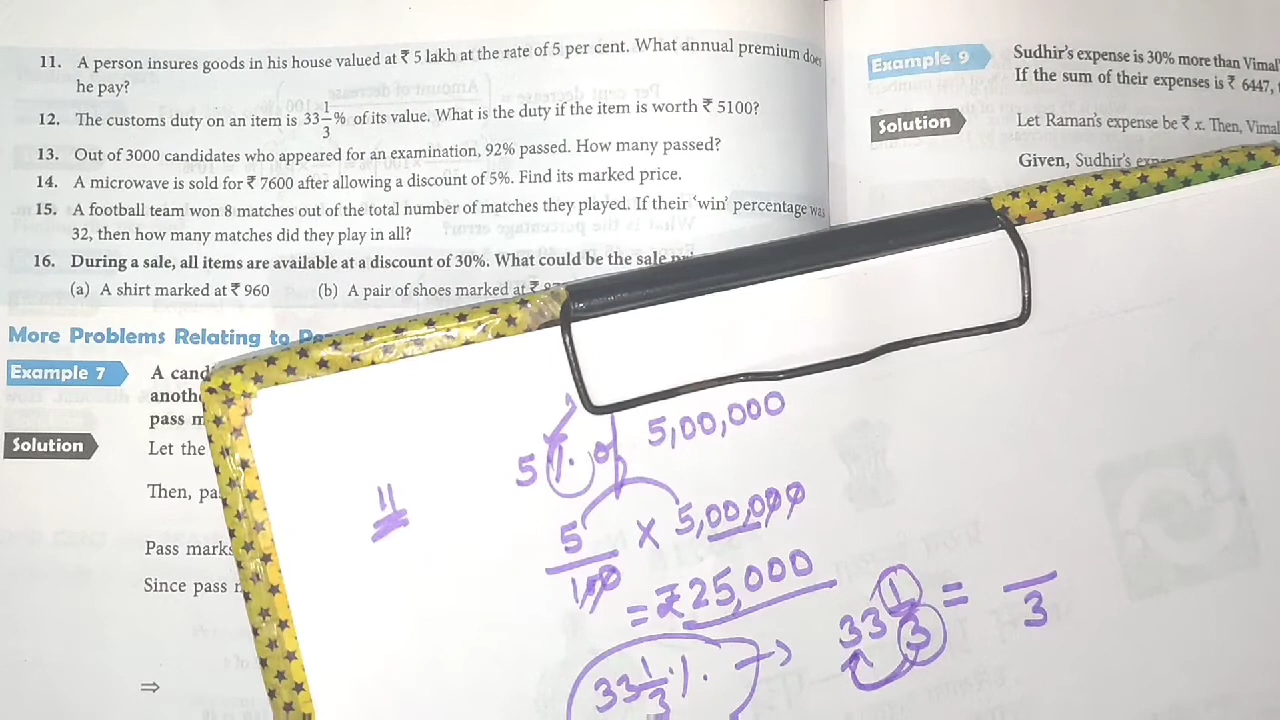 11. A person insures goods in his house valued at ₹ 5 lakh at the rate of 5 per cent. What annual premium does
he pay?
12. The customs duty on an item is 33 1/3 % of its value. What is the duty if the item is worth ₹ 5100?
13. Out of 3000 candidates who appeared for an examination, 92% passed. How many passed?
14. A microwave is sold for ₹ 7600 after allowing a discount of 5%. Find its marked price.
15. A football team won 8 matches out of the total number of matches they played. If their ‘win’ percentage was
32, then how many matches did they play in all?
16. During a sale, all items are available at a discount of 30%. What could be the sale
(a) A shirt marked at ₹ 960 (b) A pair of shoes marked at ₹
More Problems Relating to
Example 7 A
Solution Let the
Then,
Pass marks
Since pass
⇒
Example 9 Sudhir's expense is 30% more than
If the sum of their expenses is ₹ 6447,
Solution Let Raman's expense be ₹ x. Then,
Given, Sudhir's
11
5 % of 5,00,000
5/100 × 5,00,000
= ₹25,000
33 1/3 % → 33 1/3 = /3